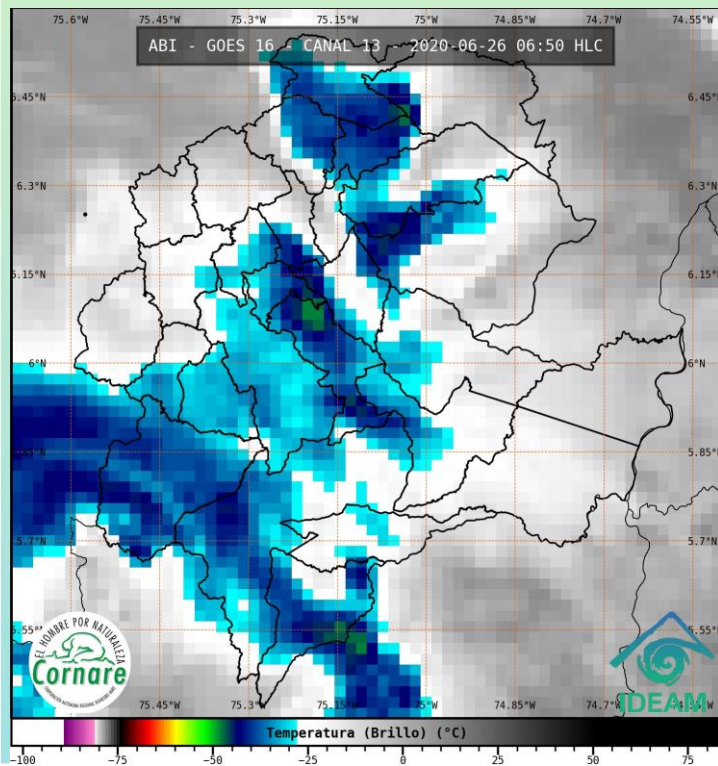 75.6°W 75.45°W 75.3°W 75.15°W 75°W 74.85°W 74.7°W 74.55°W
ABI - GOES 16 - CANAL 13 - 2020-06-26 06:50 HLC
6.45°N 6.45°N
6.3°N 6.3°N
6.15°N 6.15°N
6°N 6°N
5.85°N 5.85°N
5.7°N 5.7°N
5.55°N 5.55°N
EL HOMBRE POR NATURALEZA
Cornare
IDEAM
75.45°W 75.3°W 75.15°W 75°W 74.85°W 74.7°W
Temperatura (Brillo) (°C)
−100 −75 −50 −25 0 25 50 75